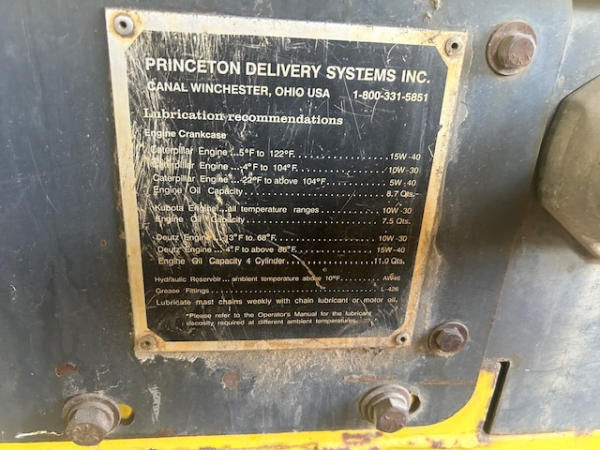 PRINCETON DELIVERY SYSTEMS INC.
CANAL WINCHESTER, OHIO USA 1-800-331-5851
Lubrication recommendations
Engine Crankcase
Caterpillar Engine...5°F to 122°F. 15W-40
Caterpillar Engine...-4°F to 104°F. 10W-30
Caterpillar Engine...-22°F to above 104°F 5W-40
Engine Oil Capacity 8.7 Qts.
Kubota Engine...all temperature ranges 10W-30
Engine Oil Capacity 7.5 Qts.
Deutz Engine...-13°F to 68°F. 10W-30
Deutz Engine...-4°F to above 86°F 15W-40
Engine Oil Capacity 4 Cylinder 11.0 Qts.
Hydraulic Reservoir...ambient temperature above 10°F AW46
Grease Fittings L-426
Lubricate mast chains weekly with chain lubricant or motor oil.
*Please refer to the Operator's Manual for the lubricant
viscosity required at different ambient temperatures.